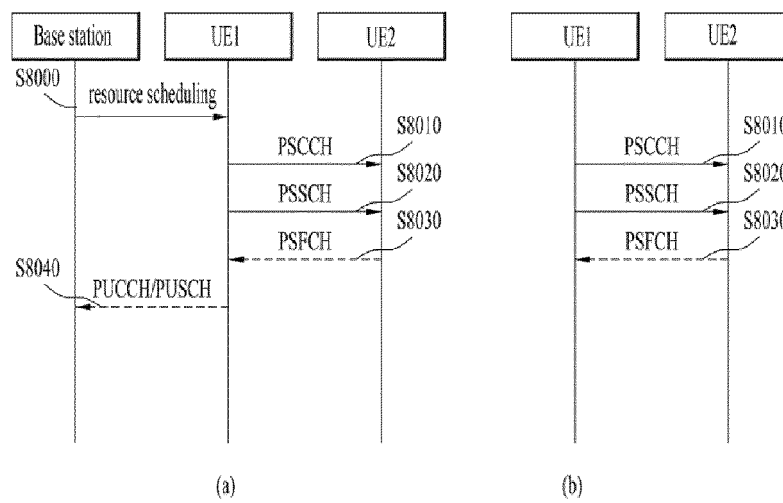 Base station
UE1
UE2
UE1
UE2
S8000
resource scheduling
S8010
PSCCH
S8020
PSSCH
S8030
PSFCH
S8040
PUCCH/PUSCH
S8010
PSCCH
S8020
PSSCH
S8030
PSFCH
(a)
(b)